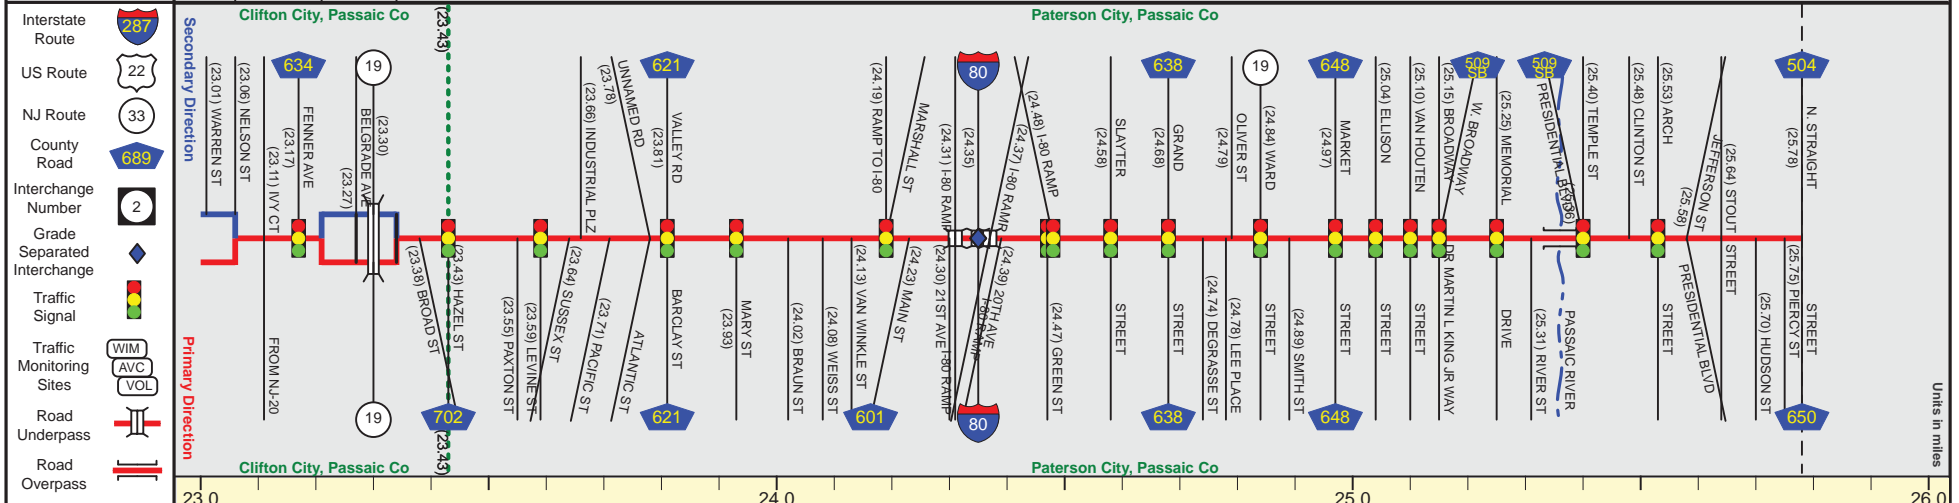 Interstate
Route
287
US Route
22
NJ Route
33
County
Road
689
Interchange
Number
2
Grade
Separated
Interchange
Traffic
Signal
Traffic
Monitoring
Sites
WIM
AVC
VOL
Road
Underpass
Road
Overpass
Secondary Direction
Primary Direction
Clifton City, Passaic Co
(23.43)
Paterson City, Passaic Co
634
19
621
80
638
19
648
509
SB
509
SB
504
(23.01) WARREN ST
(23.06) NELSON ST
(23.11) IVY CT
FROM NJ-20
FENNER AVE
(23.17)
BELGRADE AVE
(23.27)
(23.30)
(23.38) BROAD ST
(23.43) HAZEL ST
(23.55) PAXTON ST
(23.59) LEVINE ST
(23.64) SUSSEX ST
(23.66) INDUSTRIAL PLZ
(23.71) PACIFIC ST
UNNAMED RD
(23.78)
ATLANTIC ST
VALLEY RD
(23.81)
BARCLAY ST
MARY ST
(23.93)
(24.02) BRAUN ST
(24.08) WEISS ST
(24.13) VAN WINKLE ST
(24.19) RAMP TO I-80
MARSHALL ST
(24.23) MAIN ST
(24.30) 21ST AVE
I-80 RAMP
(24.31) I-80 RAMP
(24.35)
(24.37) I-80 RAMP
I-80 RAMP
(24.39) 20TH AVE
(24.48) I-80 RAMP
(24.47) GREEN ST
SLAYTER
(24.58)
STREET
GRAND
(24.68)
STREET
(24.74) DEGRASSE ST
(24.78) LEE PLACE
OLIVER ST
(24.79)
(24.84) WARD
STREET
(24.89) SMITH ST
MARKET
(24.97)
STREET
(25.04) ELLISON
STREET
(25.10) VAN HOUTEN
STREET
(25.15) BROADWAY
W. BROADWAY
DR MARTIN L KING JR WAY
(25.25) MEMORIAL
DRIVE
(25.31) RIVER ST
PRESIDENTIAL BLVD
(25.36)
PASSAIC RIVER
(25.40) TEMPLE ST
(25.48) CLINTON ST
(25.53) ARCH
STREET
JEFFERSON ST
(25.58)
PRESIDENTIAL BLVD
(25.64) STOUT
STREET
(25.70) HUDSON ST
(25.75) PIERCY ST
N. STRAIGHT
(25.78)
STREET
19
702
621
601
80
638
648
650
Clifton City, Passaic Co
(23.43)
Paterson City, Passaic Co
Units in miles
23.0
24.0
25.0
26.0